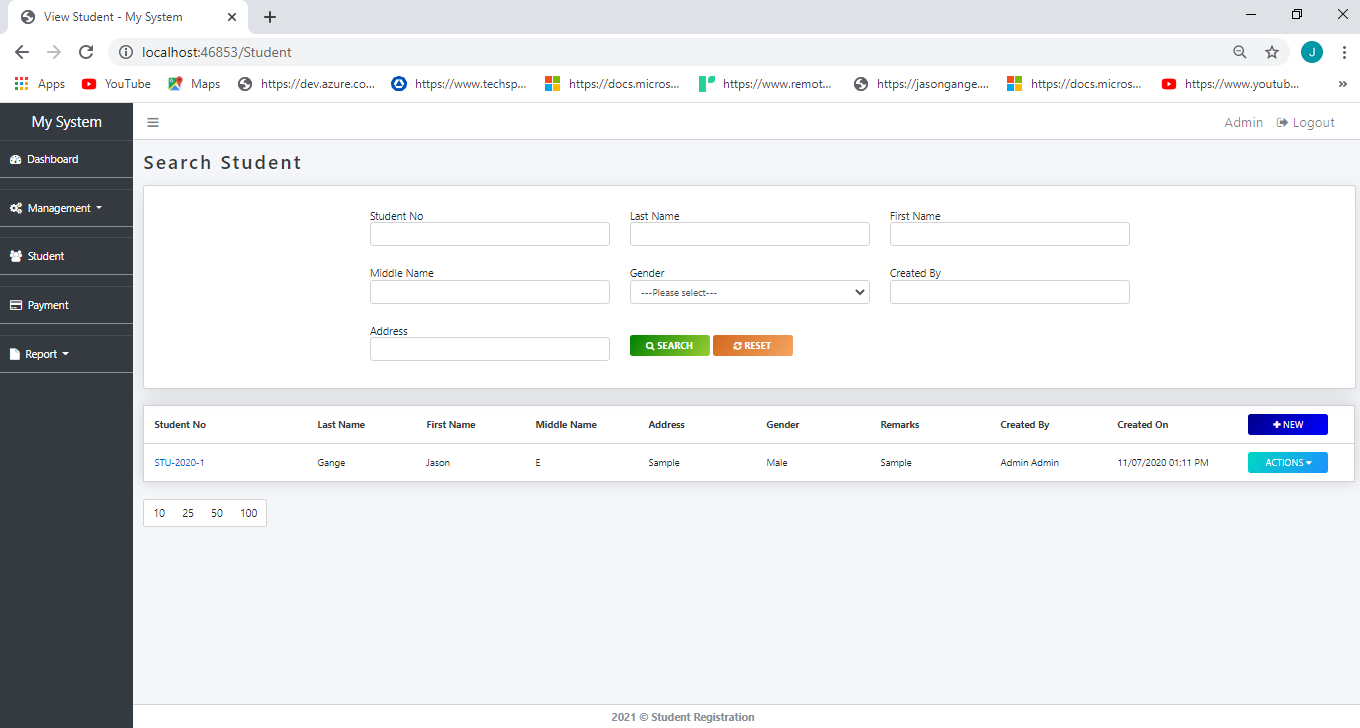 View Student - My System
localhost:46853/Student
J
Apps YouTube Maps https://dev.azure.co... https://www.techsp... https://docs.micros... https://www.remot... https://jasongange.... https://docs.micros... https://www.youtub... »
My System
Admin Logout
Dashboard
Management
Student
Payment
Report
Search Student
Student No Last Name First Name
Middle Name Gender Created By
---Please select---
Address
SEARCH RESET
Student No Last Name First Name Middle Name Address Gender Remarks Created By Created On + NEW
STU-2020-1 Gange Jason E Sample Male Sample Admin Admin 11/07/2020 01:11 PM ACTIONS
10 25 50 100
2021 © Student Registration